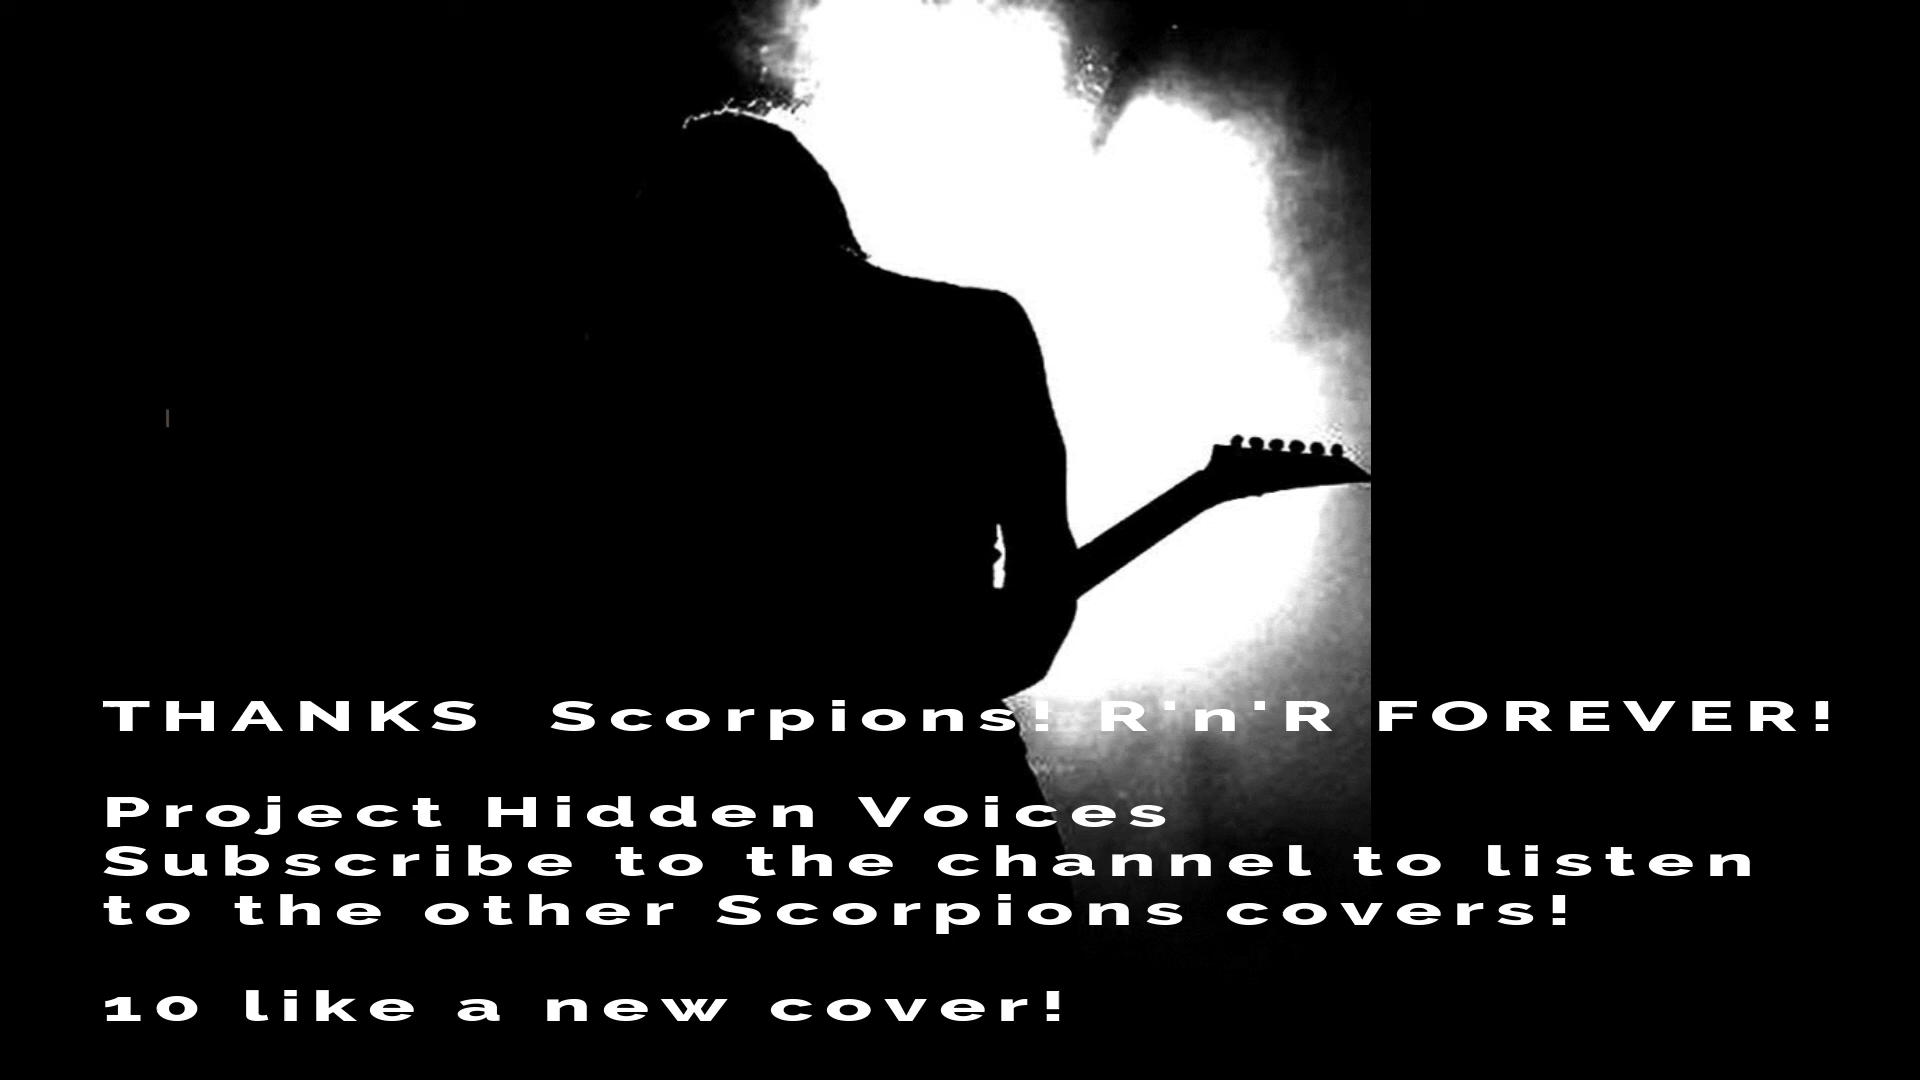 THANKS Scorpions! R'n'R FOREVER!
Project Hidden Voices
Subscribe to the channel to listen
to the other Scorpions covers!
10 like a new cover!